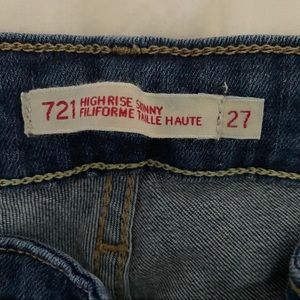 721 HIGH RISE SKINNY
FILIFORME TAILLE HAUTE
27